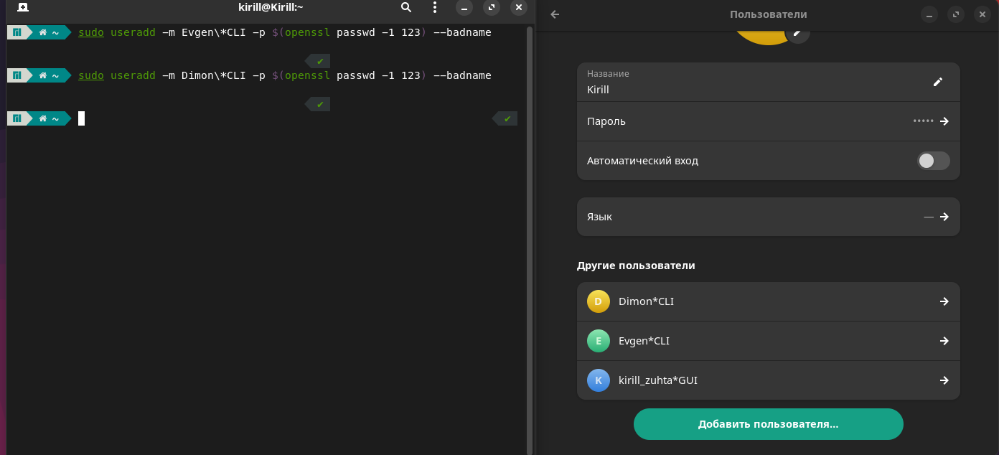 kirill@Kirill:~
~ sudo useradd -m Evgen\*CLI -p $(openssl passwd -1 123) --badname
~ sudo useradd -m Dimon\*CLI -p $(openssl passwd -1 123) --badname
~
Пользователи
Название
Kirill
Пароль
Автоматический вход
Язык —
Другие пользователи
D Dimon*CLI
E Evgen*CLI
K kirill_zuhta*GUI
Добавить пользователя...